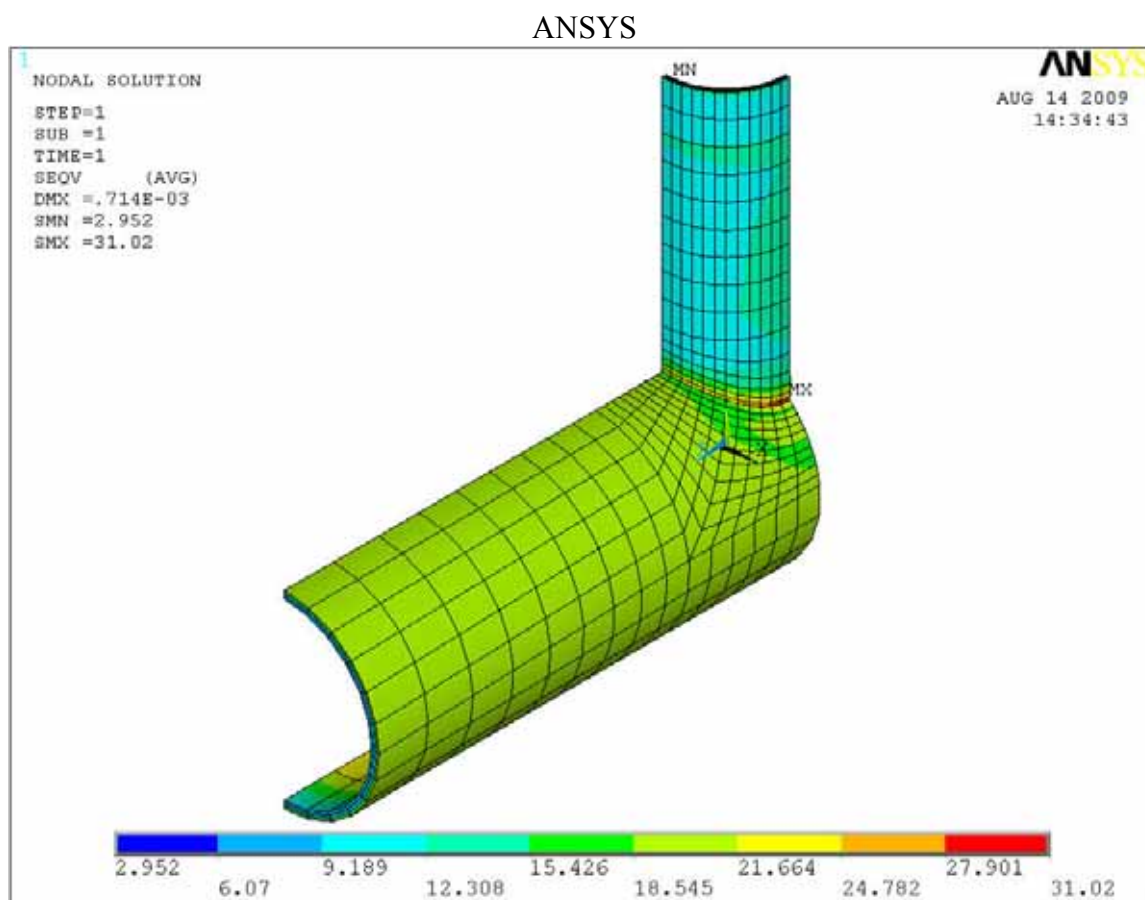 ANSYS
1
NODAL SOLUTION
STEP=1
SUB =1
TIME=1
SEQV (AVG)
DMX =.714E-03
SMN =2.952
SMX =31.02
ANSYS
AUG 14 2009
14:34:43
MN
MX
2.952
6.07
9.189
12.308
15.426
18.545
21.664
24.782
27.901
31.02